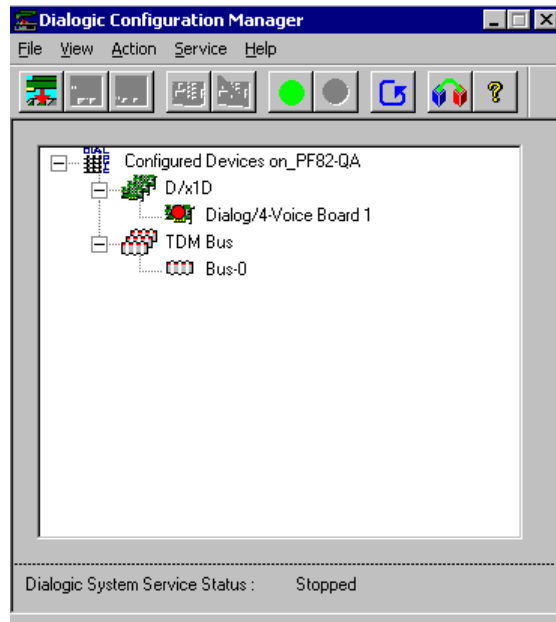 Dialogic Configuration Manager
File View Action Service Help
DIAL
Configured Devices on_PF82-QA
D/x1D
Dialog/4-Voice Board 1
TDM Bus
Bus-0
Dialogic System Service Status : Stopped